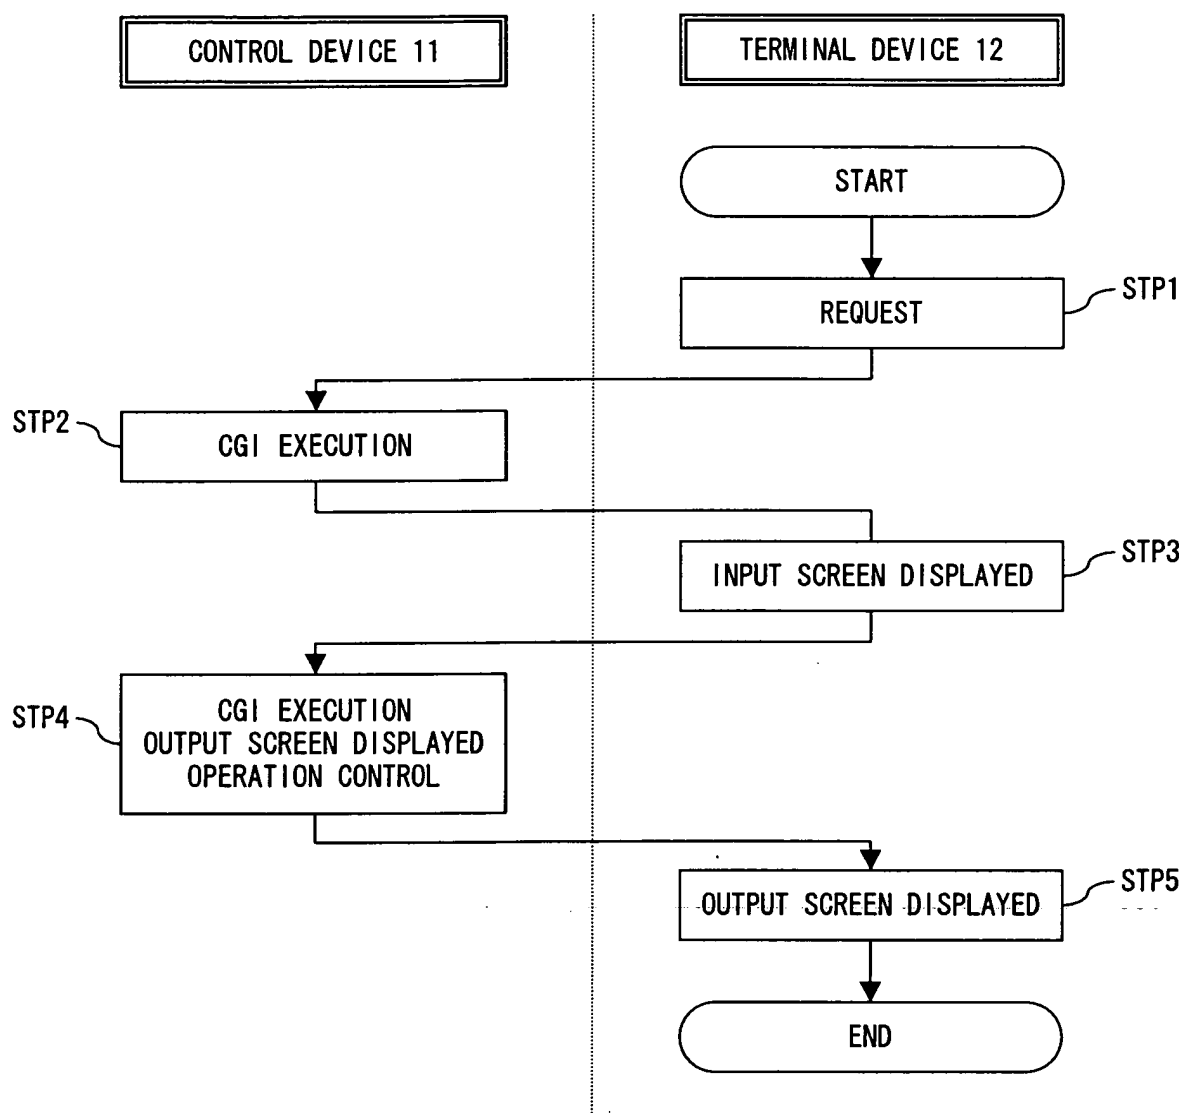 CONTROL DEVICE 11
TERMINAL DEVICE 12
START
REQUEST
STP1
STP2
CGI EXECUTION
INPUT SCREEN DISPLAYED
STP3
STP4
CGI EXECUTION
OUTPUT SCREEN DISPLAYED
OPERATION CONTROL
OUTPUT SCREEN DISPLAYED
STP5
END